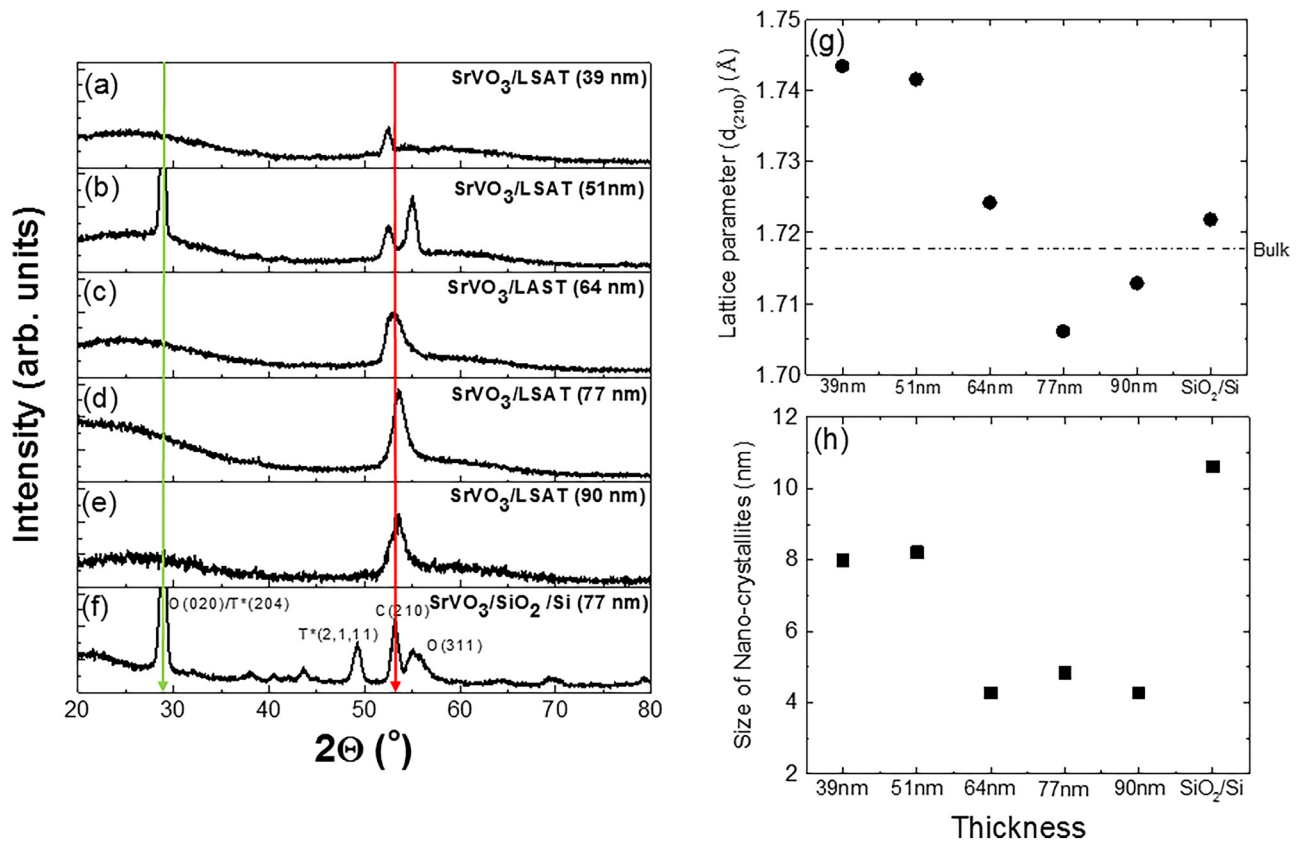 Intensity (arb. units)
(a)
SrVO3/LSAT (39 nm)
(b)
SrVO3/LSAT (51nm)
(c)
SrVO3/LAST (64 nm)
(d)
SrVO3/LSAT (77 nm)
(e)
SrVO3/LSAT (90 nm)
(f)
SrVO3/SiO2 /Si (77 nm)
O (020)/T*(204)
C (210)
T*(2,1,11)
O (311)
20 30 40 50 60 70 80
2Θ (°)
(g)
Lattice parameter (d(210)) (Å)
1.75
1.74
1.73
1.72
1.71
1.70
Bulk
39nm 51nm 64nm 77nm 90nm SiO2/Si
(h)
Size of Nano-crystallites (nm)
12
10
8
6
4
2
39nm 51nm 64nm 77nm 90nm SiO2/Si
Thickness